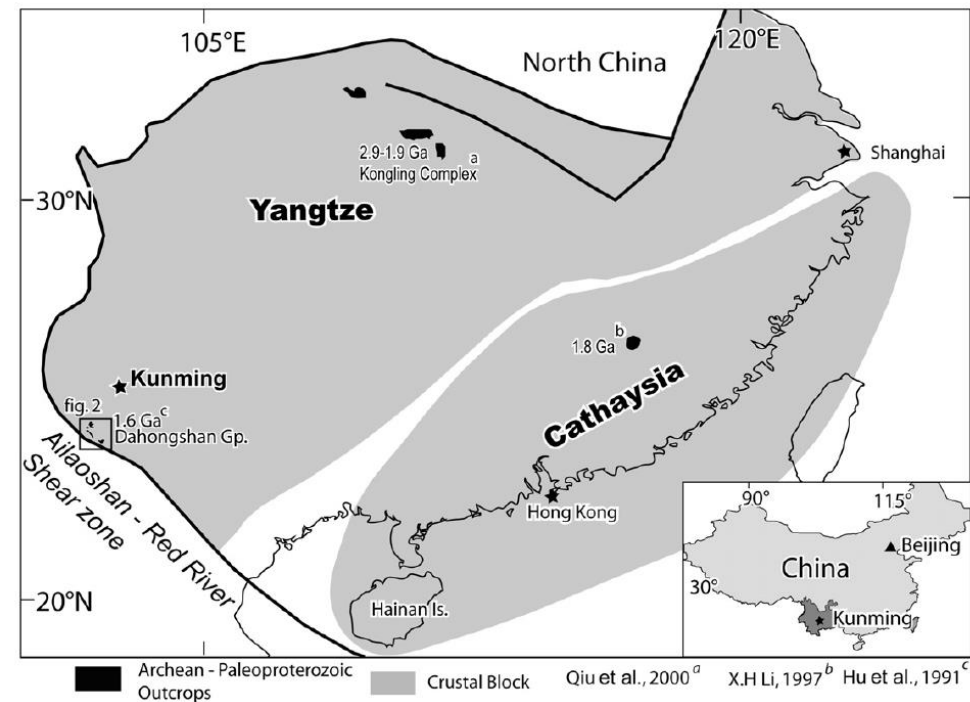 105°E
120°E
North China
2.9-1.9 Ga
Kongling Complex a
Shanghai
30°N
Yangtze
b
1.8 Ga
Cathaysia
Kunming
fig. 2
1.6 Ga c
Dahongshan Gp.
Ailaoshan - Red River
Shear zone
Hong Kong
20°N
Hainan Is.
90°
115°
Beijing
China
30°
Kunming
Archean - Paleoproterozoic
Outcrops
Crustal Block
Qiu et al., 2000 a
X.H Li, 1997 b
Hu et al., 1991 c